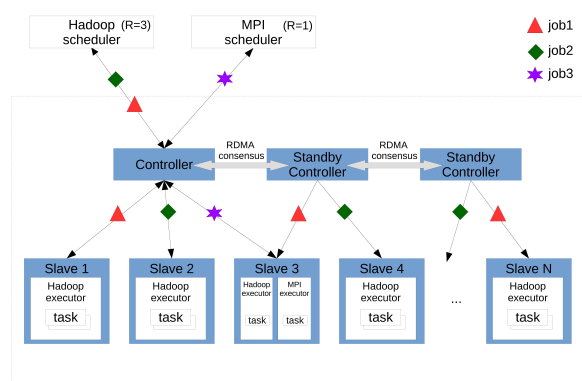 Hadoop (R=3)
scheduler
MPI (R=1)
scheduler
job1
job2
job3
Controller
RDMA
consensus
Standby
Controller
RDMA
consensus
Standby
Controller
Slave 1
Hadoop
executor
task
Slave 2
Hadoop
executor
task
Slave 3
Hadoop
executor
task
MPI
executor
task
Slave 4
Hadoop
executor
task
...
Slave N
Hadoop
executor
task